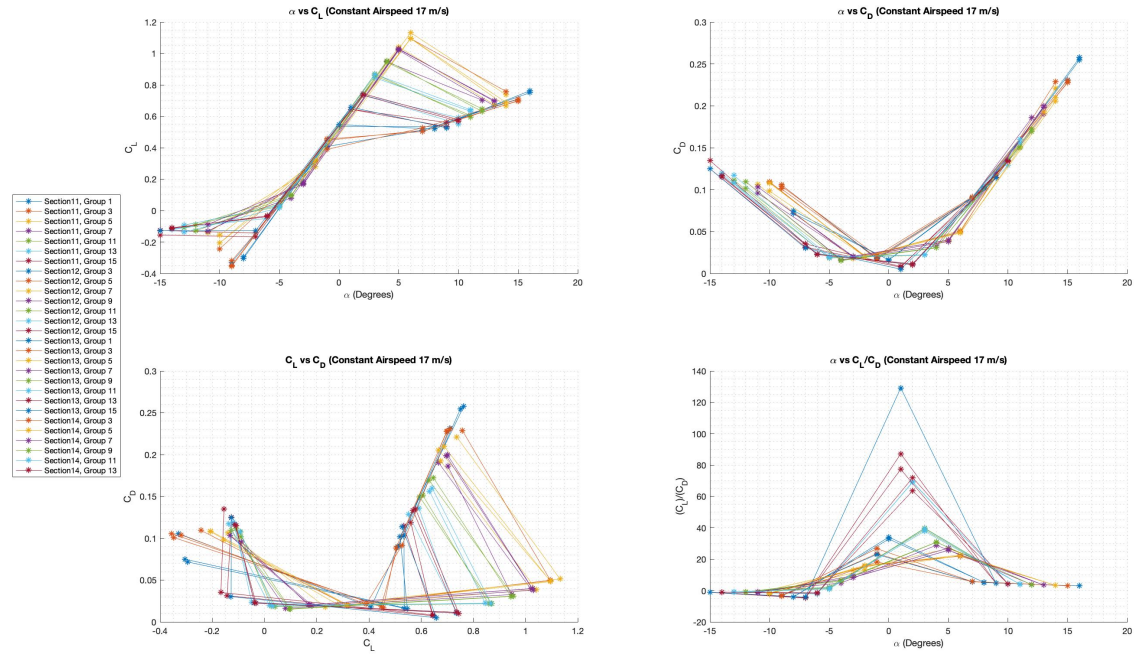 α vs C_L (Constant Airspeed 17 m/s)
1.2
1
0.8
0.6
0.4
0.2
0
-0.2
-0.4
C_L
-15
-10
-5
0
5
10
15
20
α (Degrees)
α vs C_D (Constant Airspeed 17 m/s)
0.3
0.25
0.2
0.15
0.1
0.05
0
C_D
-15
-10
-5
0
5
10
15
20
α (Degrees)
Section11, Group 1
Section11, Group 3
Section11, Group 5
Section11, Group 7
Section11, Group 11
Section11, Group 13
Section11, Group 15
Section12, Group 3
Section12, Group 5
Section12, Group 7
Section12, Group 9
Section12, Group 11
Section12, Group 13
Section12, Group 15
Section13, Group 1
Section13, Group 3
Section13, Group 5
Section13, Group 7
Section13, Group 9
Section13, Group 11
Section13, Group 13
Section13, Group 15
Section14, Group 3
Section14, Group 5
Section14, Group 7
Section14, Group 9
Section14, Group 11
Section14, Group 13
C_L vs C_D (Constant Airspeed 17 m/s)
0.3
0.25
0.2
0.15
0.1
0.05
0
C_D
-0.4
-0.2
0
0.2
0.4
0.6
0.8
1
1.2
C_L
α vs C_L/C_D (Constant Airspeed 17 m/s)
140
120
100
80
60
40
20
0
-20
(C_L)/(C_D)
-15
-10
-5
0
5
10
15
20
α (Degrees)